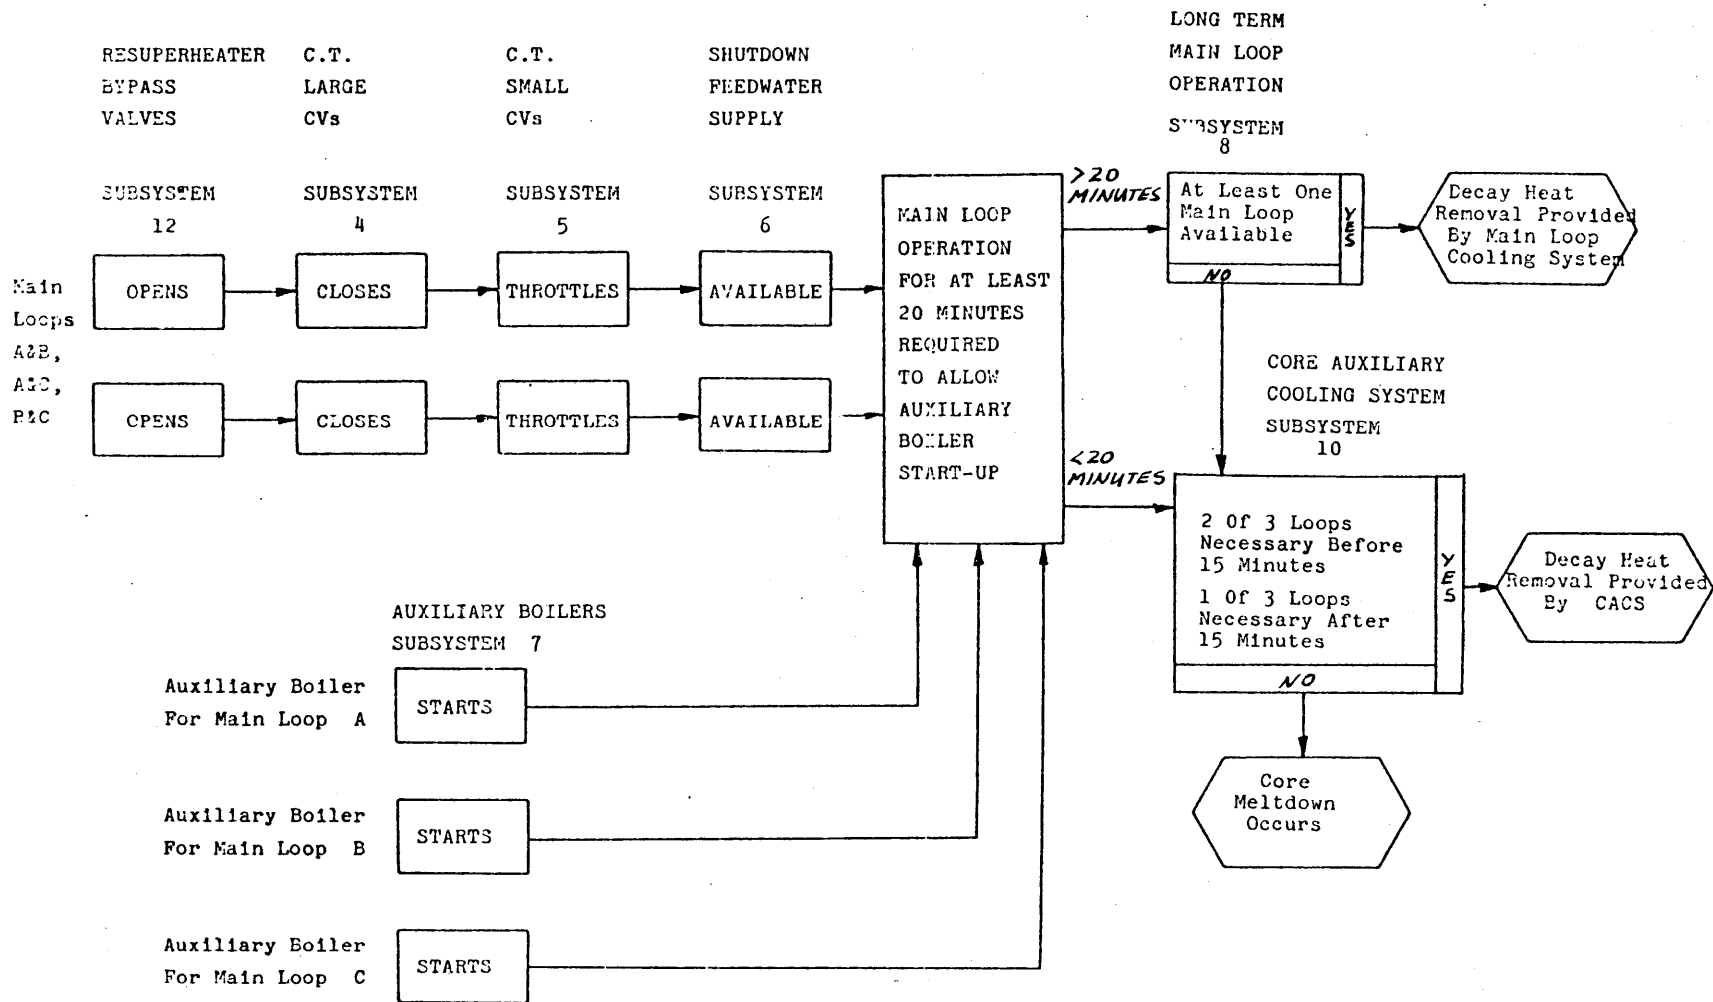 RESUPERHEATER
BYPASS
VALVES
C.T.
LARGE
CVs
C.T.
SMALL
CVs
SHUTDOWN
FEEDWATER
SUPPLY
LONG TERM
MAIN LOOP
OPERATION
SUBSYSTEM
8
SUBSYSTEM
12
SUBSYSTEM
4
SUBSYSTEM
5
SUBSYSTEM
6
Main
Loops
A&B,
A&C,
B&C
OPENS
CLOSES
THROTTLES
AVAILABLE
OPENS
CLOSES
THROTTLES
AVAILABLE
MAIN LOOP
OPERATION
FOR AT LEAST
20 MINUTES
REQUIRED
TO ALLOW
AUXILIARY
BOILER
START-UP
>20
MINUTES
At Least One
Main Loop
Available
YES
NO
Decay Heat
Removal Provided
By Main Loop
Cooling System
CORE AUXILIARY
COOLING SYSTEM
SUBSYSTEM
10
<20
MINUTES
2 Of 3 Loops
Necessary Before
15 Minutes
1 Of 3 Loops
Necessary After
15 Minutes
YES
NO
Decay Heat
Removal Provided
By CACS
Core
Meltdown
Occurs
AUXILIARY BOILERS
SUBSYSTEM 7
Auxiliary Boiler
For Main Loop A
STARTS
Auxiliary Boiler
For Main Loop B
STARTS
Auxiliary Boiler
For Main Loop C
STARTS